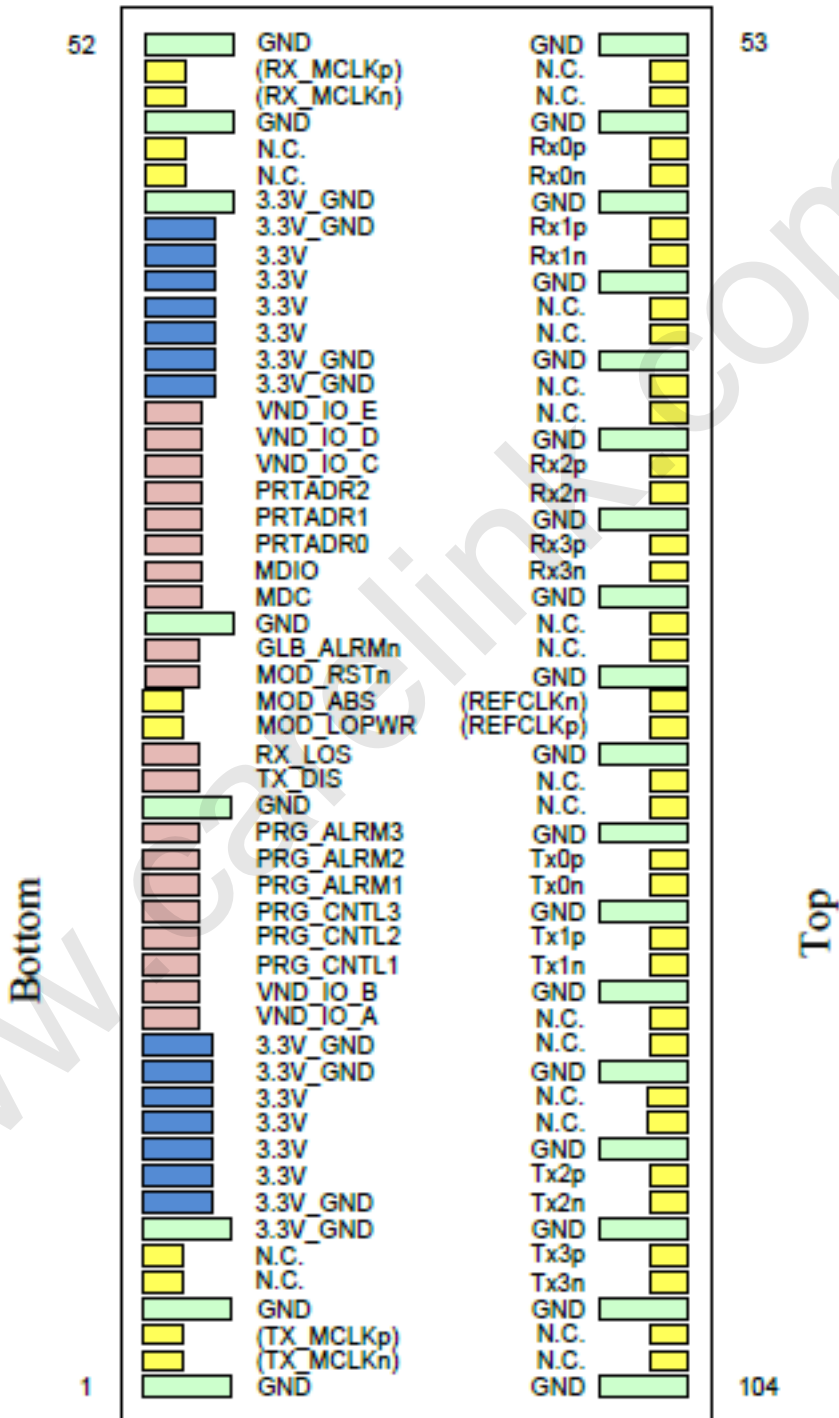 52 GND GND 53
(RX_MCLKp) N.C.
(RX_MCLKn) N.C.
GND GND
N.C. Rx0p
N.C. Rx0n
3.3V_GND GND
3.3V_GND Rx1p
3.3V Rx1n
3.3V GND
3.3V N.C.
3.3V N.C.
3.3V_GND GND
3.3V_GND N.C.
VND_IO_E N.C.
VND_IO_D GND
VND_IO_C Rx2p
PRTADR2 Rx2n
PRTADR1 GND
PRTADR0 Rx3p
MDIO Rx3n
MDC GND
GND N.C.
GLB_ALRMn N.C.
MOD_RSTn GND
MOD_ABS (REFCLKn)
MOD_LOPWR (REFCLKp)
RX_LOS GND
TX_DIS N.C.
GND N.C.
PRG_ALRM3 GND
PRG_ALRM2 Tx0p
PRG_ALRM1 Tx0n
PRG_CNTL3 GND
PRG_CNTL2 Tx1p
PRG_CNTL1 Tx1n
VND_IO_B GND
VND_IO_A N.C.
3.3V_GND N.C.
3.3V_GND GND
3.3V N.C.
3.3V N.C.
3.3V GND
3.3V Tx2p
3.3V_GND Tx2n
3.3V_GND GND
N.C. Tx3p
N.C. Tx3n
GND GND
(TX_MCLKp) N.C.
(TX_MCLKn) N.C.
1 GND GND 104
Bottom
Top
w.carelink.com